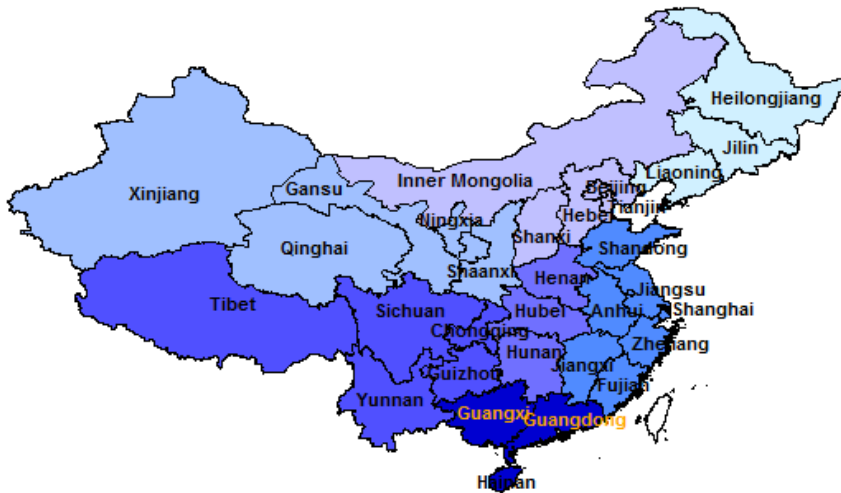 Heilongjiang
Jilin
Liaoning
Inner Mongolia
Beijing
Tianjin
Hebei
Xinjiang
Gansu
Ningxia
Shanxi
Qinghai
Shaanxi
Shandong
Henan
Tibet
Sichuan
Hubei
Anhui
Jiangsu
Shanghai
Chongqing
Hunan
Jiangxi
Zhejiang
Guizhou
Fujian
Yunnan
Guangxi
Guangdong
Hainan